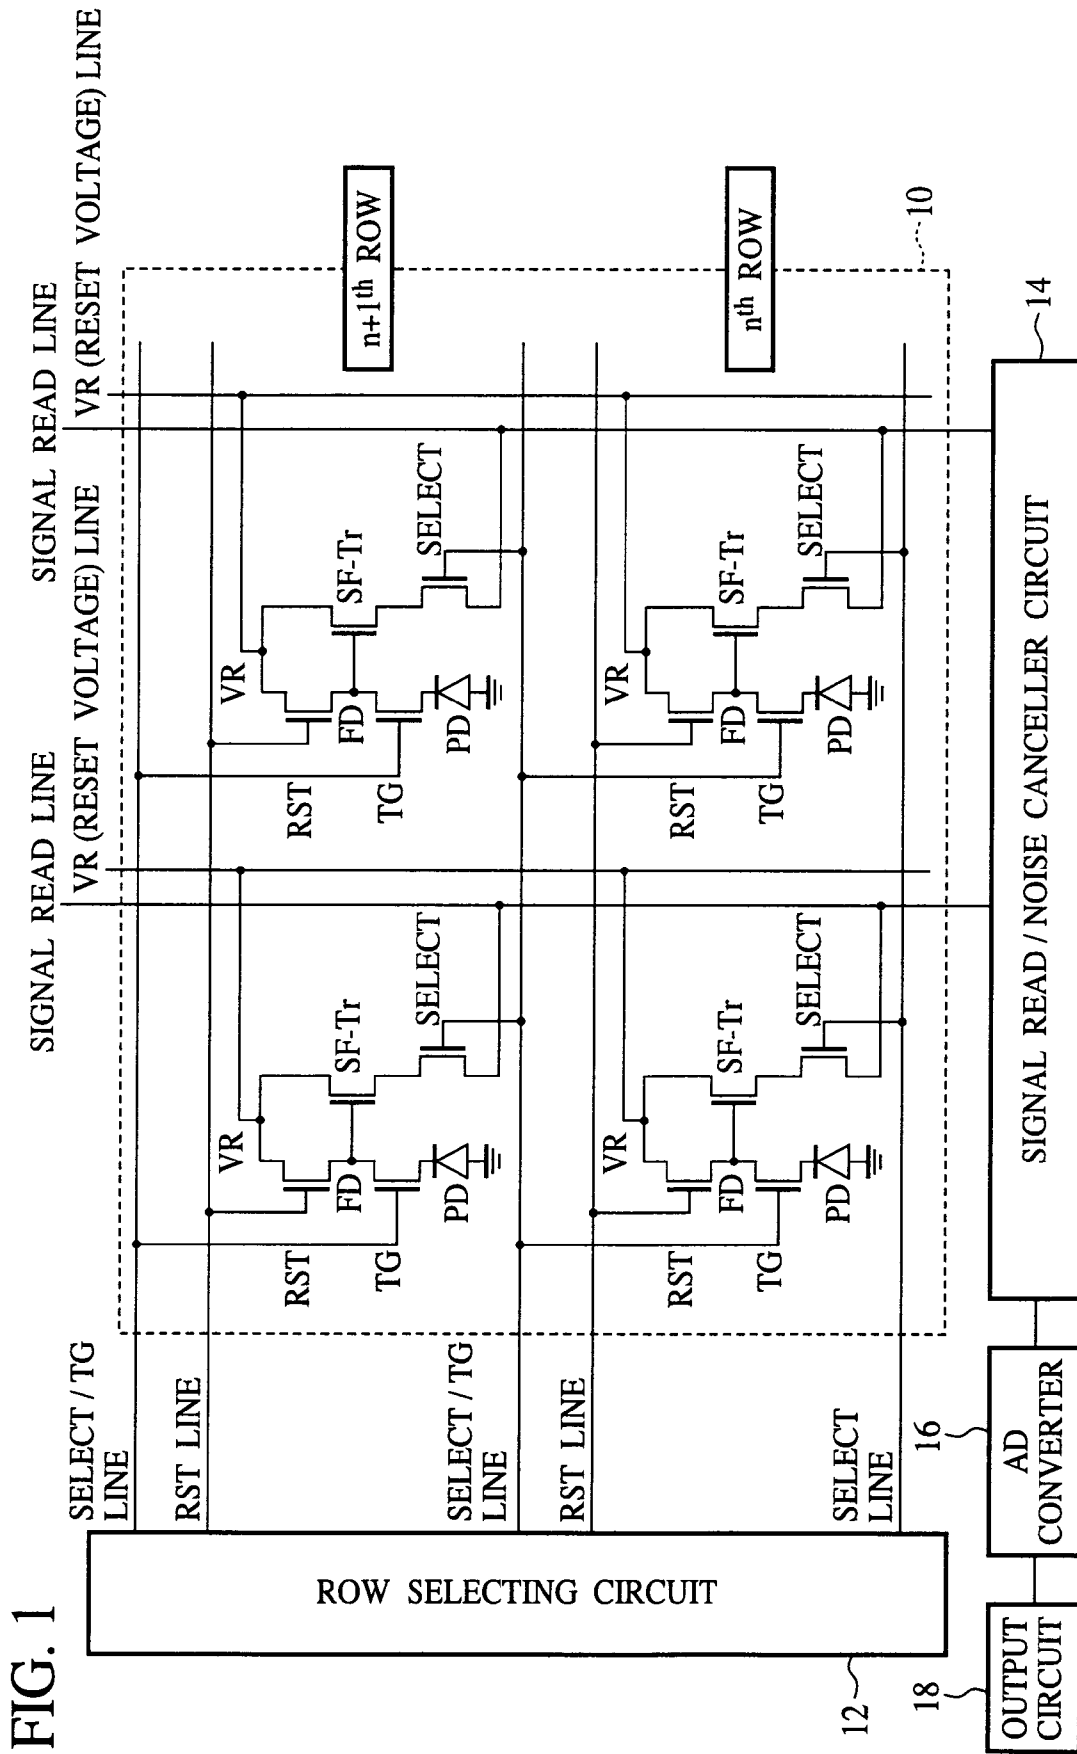 FIG. 1
SIGNAL READ LINE
VR (RESET VOLTAGE) LINE
SIGNAL READ LINE
VR (RESET VOLTAGE) LINE
SELECT / TG
LINE
RST LINE
SELECT / TG
LINE
RST LINE
SELECT
LINE
ROW SELECTING CIRCUIT
12
VR
RST
FD
SF-Tr
TG
PD
SELECT
VR
RST
FD
SF-Tr
TG
PD
SELECT
n+1th ROW
VR
RST
FD
SF-Tr
TG
PD
SELECT
VR
RST
FD
SF-Tr
TG
PD
SELECT
nth ROW
10
18
OUTPUT
CIRCUIT
16
AD
CONVERTER
SIGNAL READ / NOISE CANCELLER CIRCUIT
14